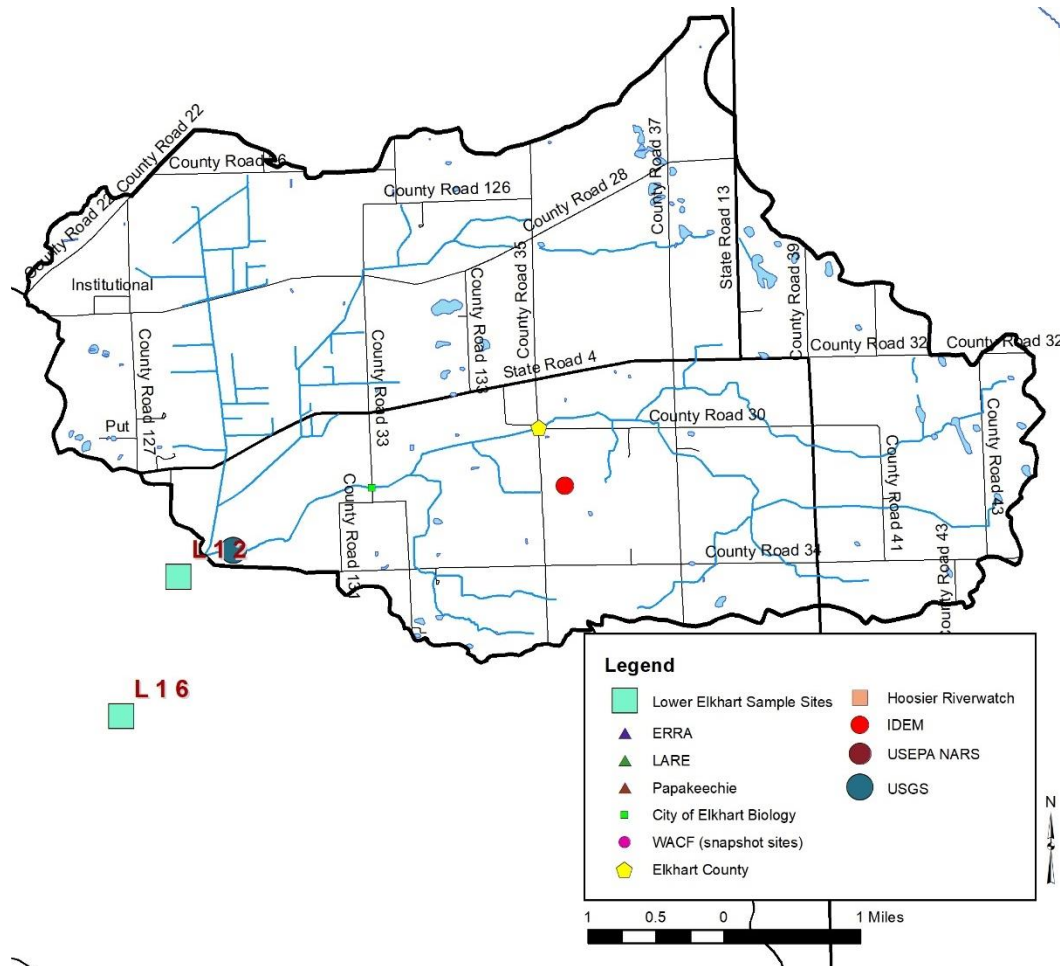 County Road 22
County Road 22
County Road 126
County Road 28
County Road 37
State Road 13
County Road 39
County Road 35
Institutional
County Road 127
Put
County Road 33
County Road 133
State Road 4
County Road 32
County Road 32
County Road 30
County Road 41
County Road 43
County Road 43
County Road 34
County Road 131
L 1 2
L 1 6
Legend
Lower Elkhart Sample Sites
ERRA
LARE
Papakeechie
City of Elkhart Biology
WACF (snapshot sites)
Elkhart County
Hoosier Riverwatch
IDEM
USEPA NARS
USGS
N
1 0.5 0 1 Miles